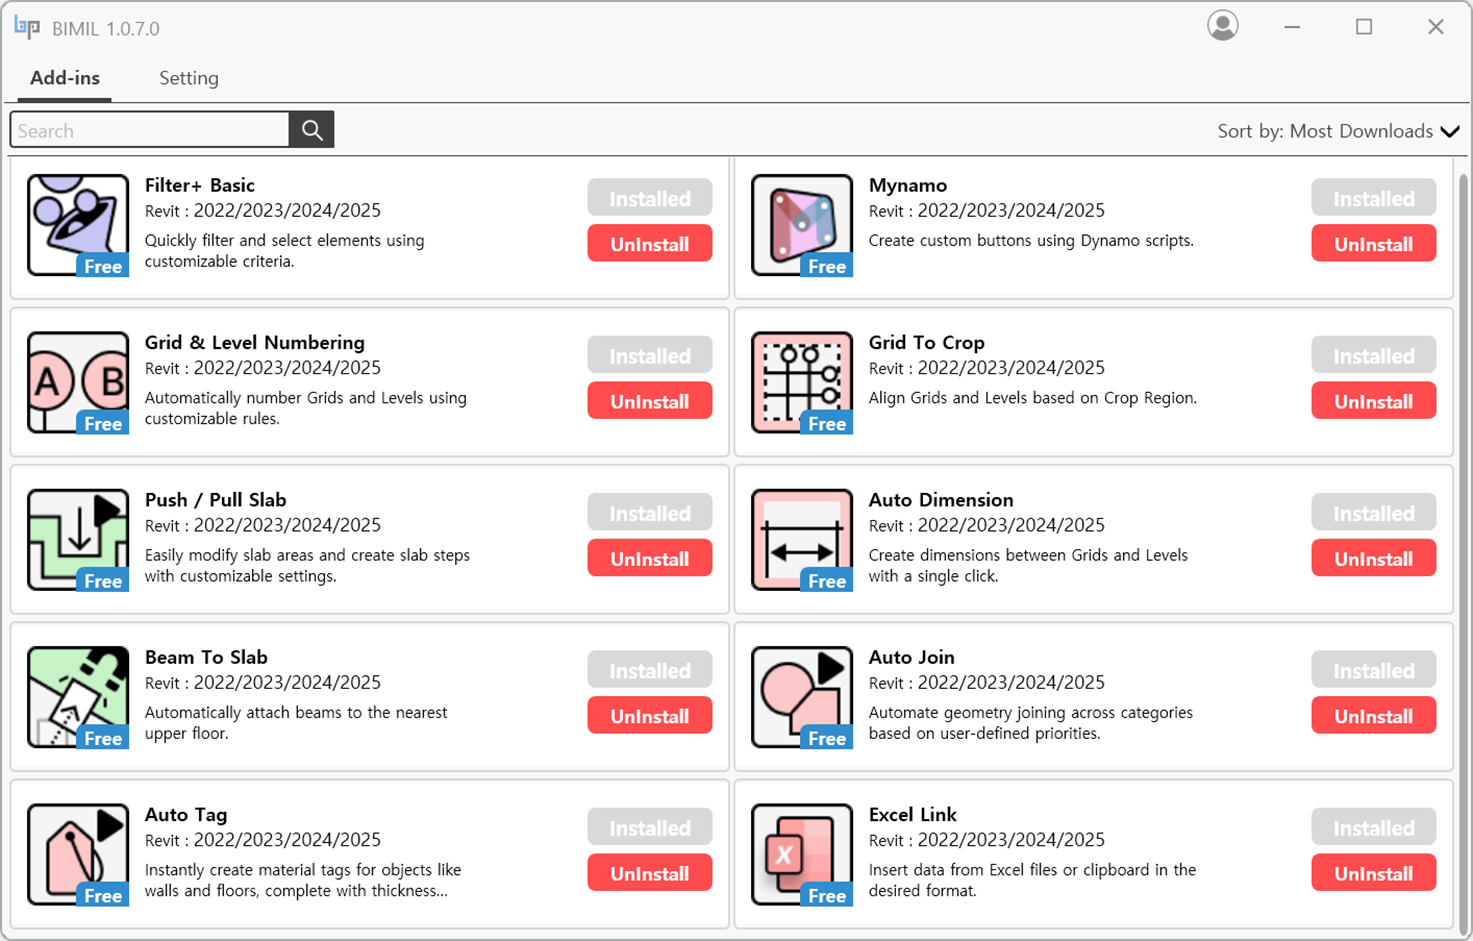 bp BIMIL 1.0.7.0
Add-ins Setting
Search
Sort by: Most Downloads
Filter+ Basic
Revit : 2022/2023/2024/2025
Quickly filter and select elements using
customizable criteria.
Free
Installed
UnInstall
Mynamo
Revit : 2022/2023/2024/2025
Create custom buttons using Dynamo scripts.
Free
Installed
UnInstall
Grid & Level Numbering
Revit : 2022/2023/2024/2025
Automatically number Grids and Levels using
customizable rules.
A B
Free
Installed
UnInstall
Grid To Crop
Revit : 2022/2023/2024/2025
Align Grids and Levels based on Crop Region.
Free
Installed
UnInstall
Push / Pull Slab
Revit : 2022/2023/2024/2025
Easily modify slab areas and create slab steps
with customizable settings.
Free
Installed
UnInstall
Auto Dimension
Revit : 2022/2023/2024/2025
Create dimensions between Grids and Levels
with a single click.
Free
Installed
UnInstall
Beam To Slab
Revit : 2022/2023/2024/2025
Automatically attach beams to the nearest
upper floor.
Free
Installed
UnInstall
Auto Join
Revit : 2022/2023/2024/2025
Automate geometry joining across categories
based on user-defined priorities.
Free
Installed
UnInstall
Auto Tag
Revit : 2022/2023/2024/2025
Instantly create material tags for objects like
walls and floors, complete with thickness...
Free
Installed
UnInstall
Excel Link
Revit : 2022/2023/2024/2025
Insert data from Excel files or clipboard in the
desired format.
X
Free
Installed
UnInstall